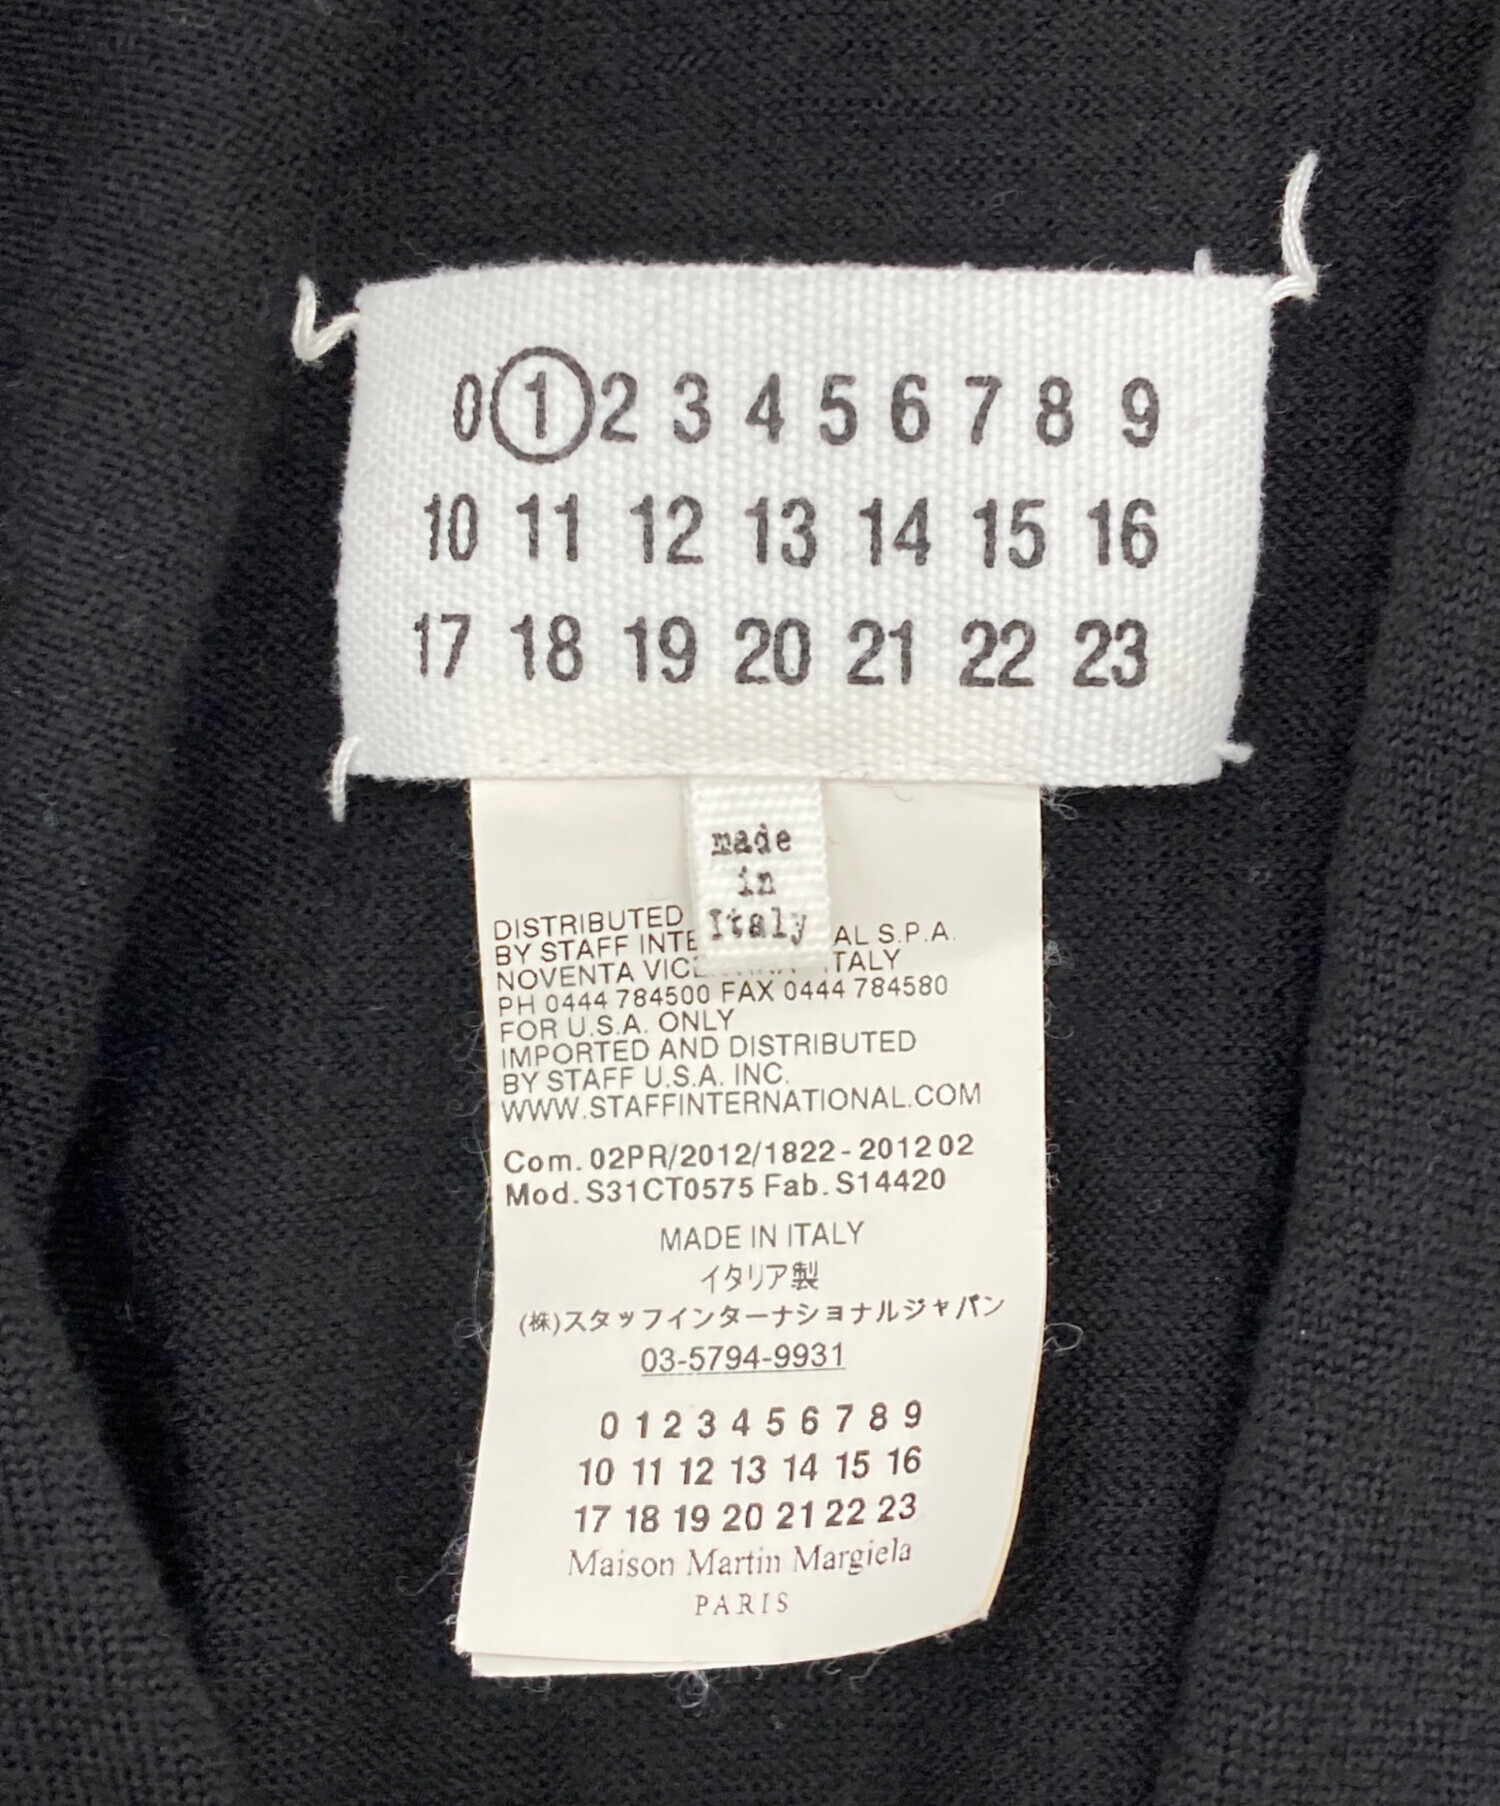 0 1 2 3 4 5 6 7 8 9
10 11 12 13 14 15 16
17 18 19 20 21 22 23
made
in
Italy
DISTRIBUTED
BY STAFF INTE AL S.P.A.
NOVENTA TALY
PH 0444 784500 FAX 0444 784580
FOR U.S.A. ONLY
IMPORTED AND DISTRIBUTED
BY STAFF U.S.A. INC.
WWW.STAFFINTERNATIONAL.COM
Com. 02PR/2012/1822-201202
Mod. S31CT0575 Fab. S14420
MADE IN ITALY
イタリア製
(株)スタッフインターナショナルジャパン
03-5794-9931
0 1 2 3 4 5 6 7 8 9
10 11 12 13 14 15 16
17 18 19 20 21 22 23
Maison Martin Margiela
PARIS